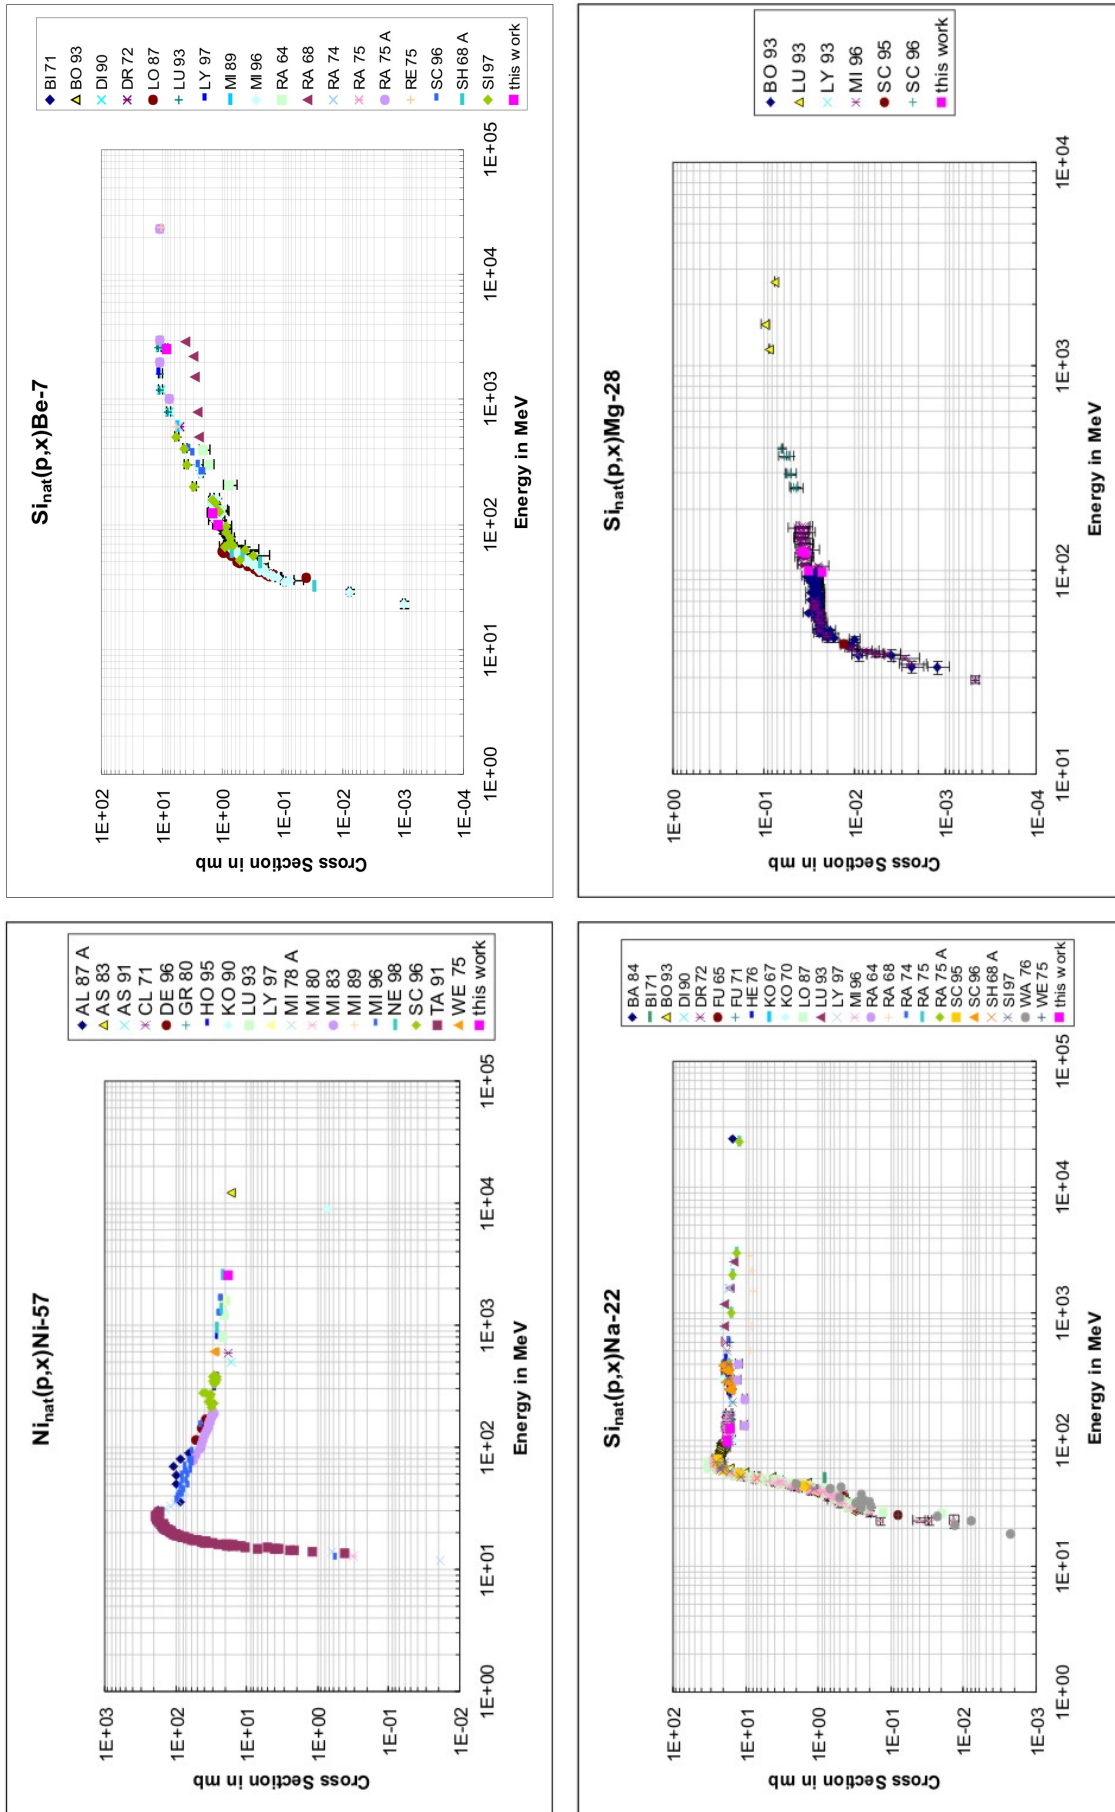 Ni_nat(p,x)Ni-57
1E+03
1E+02
1E+01
1E+00
1E-01
1E-02
Cross Section in mb
1E+00
1E+01
1E+02
1E+03
1E+04
1E+05
Energy in MeV
AL 87 A
AS 83
AS 91
CL 71
DE 96
GR 80
HO 95
KO 90
LU 93
LY 97
MI 78 A
MI 80
MI 83
MI 89
MI 96
NE 98
SC 96
TA 91
WE 75
this work
Si_nat(p,x)Be-7
1E+02
1E+01
1E+00
1E-01
1E-02
1E-03
1E-04
Cross Section in mb
1E+00
1E+01
1E+02
1E+03
1E+04
1E+05
Energy in MeV
BI 71
BO 93
DI 90
DR 72
LO 87
LU 93
LY 97
MI 89
MI 96
RA 64
RA 68
RA 74
RA 75
RA 75 A
RE75
SC 96
SH 68 A
SI 97
this work
Si_nat(p,x)Na-22
1E+02
1E+01
1E+00
1E-01
1E-02
1E-03
Cross Section in mb
1E+00
1E+01
1E+02
1E+03
1E+04
1E+05
Energy in MeV
BA 84
BI 71
BO 93
DI 90
DR 72
FU 65
FU 71
HE 76
KO 67
KO 70
LO 87
LU 93
LY 97
MI 96
RA 64
RA 68
RA 74
RA 75
RA 75 A
SC 95
SC 96
SH 68 A
SI 97
WA 76
WE 75
this work
Si_nat(p,x)Mg-28
1E+00
1E-01
1E-02
1E-03
1E-04
Cross Section in mb
1E+01
1E+02
1E+03
1E+04
Energy in MeV
BO 93
LU 93
LY 93
MI 96
SC 95
SC 96
this work